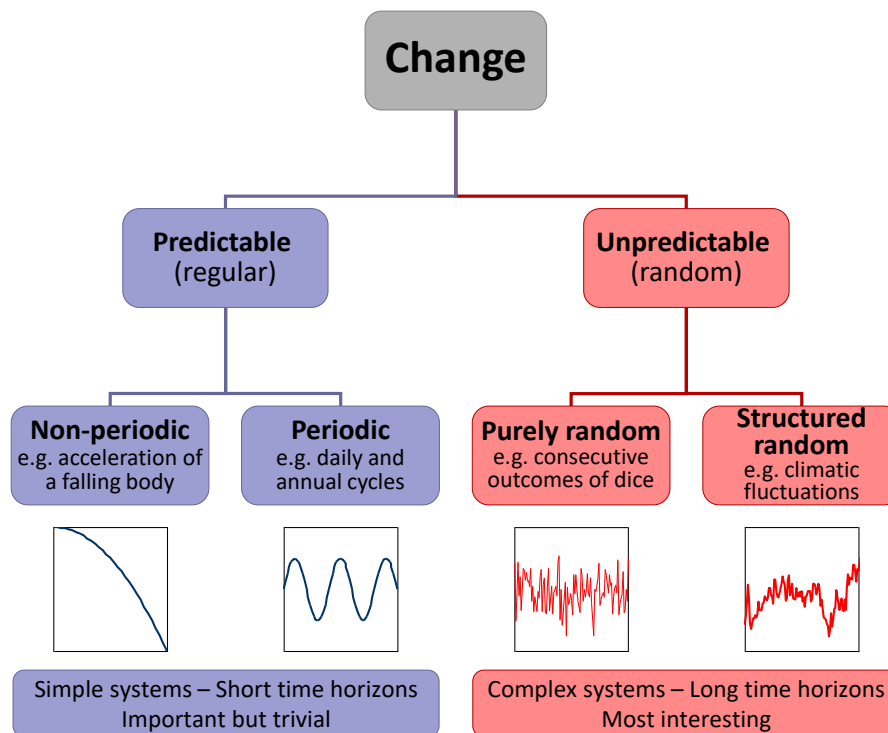 Change
Predictable
(regular)
Unpredictable
(random)
Non-periodic
e.g. acceleration of
a falling body
Periodic
e.g. daily and
annual cycles
Purely random
e.g. consecutive
outcomes of dice
Structured
random
e.g. climatic
fluctuations
Simple systems – Short time horizons
Important but trivial
Complex systems – Long time horizons
Most interesting